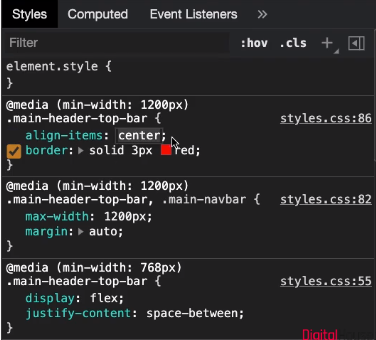 Styles Computed Event Listeners »
Filter :hov .cls +
element.style {
}
@media (min-width: 1200px)
.main-header-top-bar { styles.css:86
align-items: center;
border: solid 3px red;
}
@media (min-width: 1200px)
.main-header-top-bar, .main-navbar { styles.css:82
max-width: 1200px;
margin: auto;
}
@media (min-width: 768px)
.main-header-top-bar { styles.css:55
display: flex;
justify-content: space-between;
}
Digital